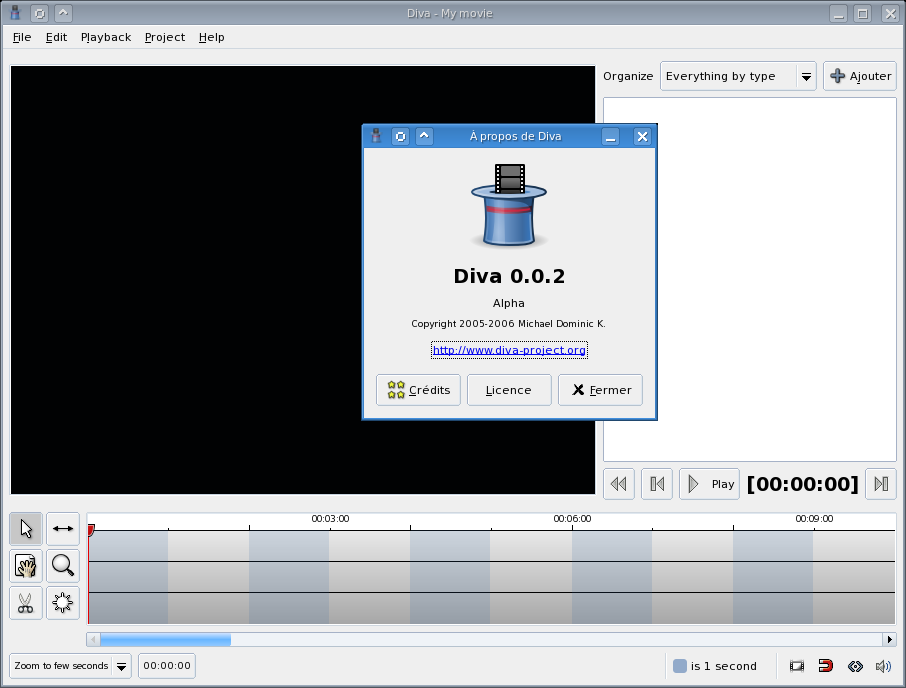 Diva - My movie
File Edit Playback Project Help
Organize Everything by type Ajouter
Á propos de Diva
Diva 0.0.2
Alpha
Copyright 2005-2006 Michael Dominic K.
http://www.diva-project.org
Crédits Licence Fermer
Play [00:00:00]
00:03:00 00:06:00 00:09:00
Zoom to few seconds 00:00:00 is 1 second